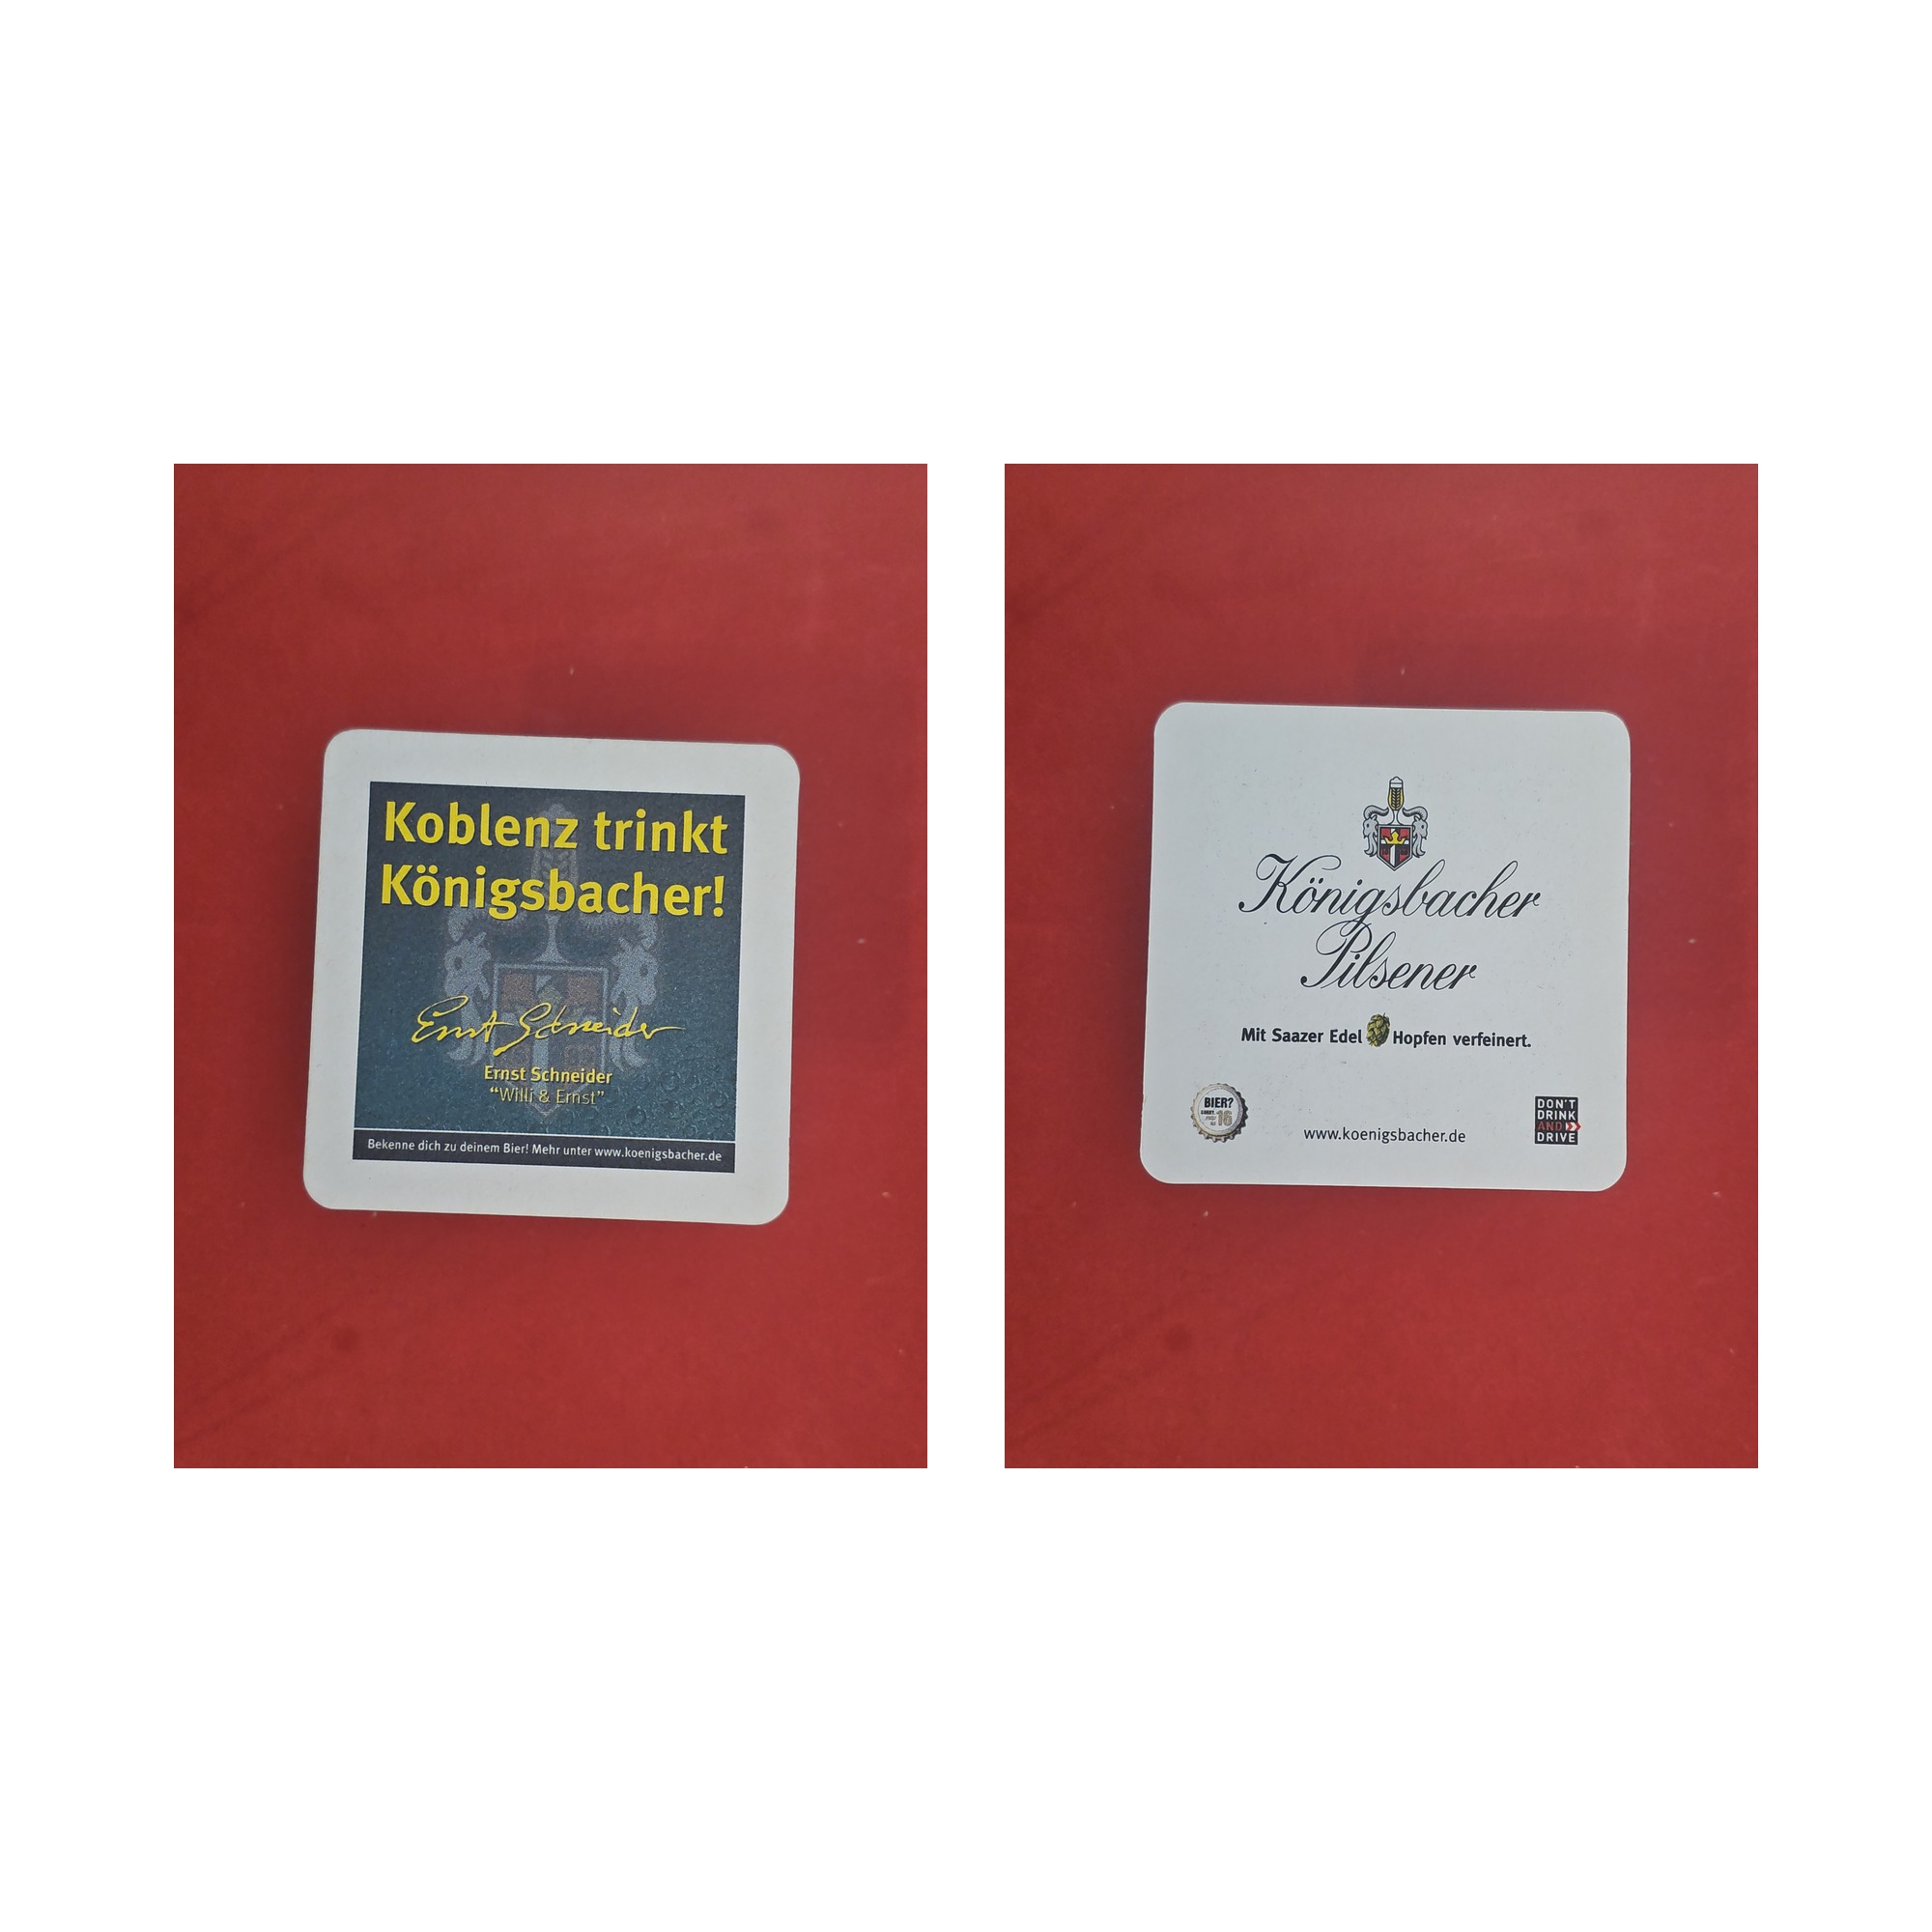 Koblenz trinkt
Königsbacher!
Ernst Schneider
Ernst Schneider
“Willi & Ernst”
Bekenne dich zu deinem Bier! Mehr unter www.koenigsbacher.de
Königsbacher
Pilsener
Mit Saazer Edel Hopfen verfeinert.
BIER?
SORRY.
16
www.koenigsbacher.de
DON'T
DRINK
AND
DRIVE